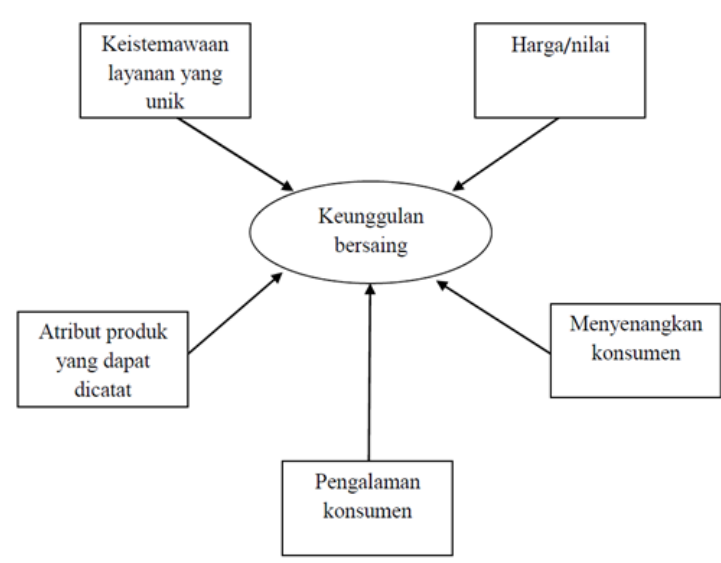 Keistemawaan
layanan yang
unik
Harga/nilai
Keunggulan
bersaing
Atribut produk
yang dapat
dicatat
Menyenangkan
konsumen
Pengalaman
konsumen